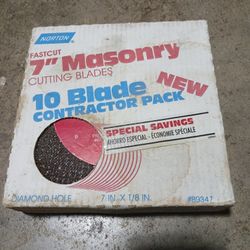 NORTON
FASTCUT
7" Masonry
CUTTING BLADES
NEW
10 Blade
CONTRACTOR PACK
SPECIAL SAVINGS
AHORRO ESPECIAL - ÉCONOMIE SPÉCIALE
DIAMOND HOLE
7 IN. X 1/8 IN.
#89341